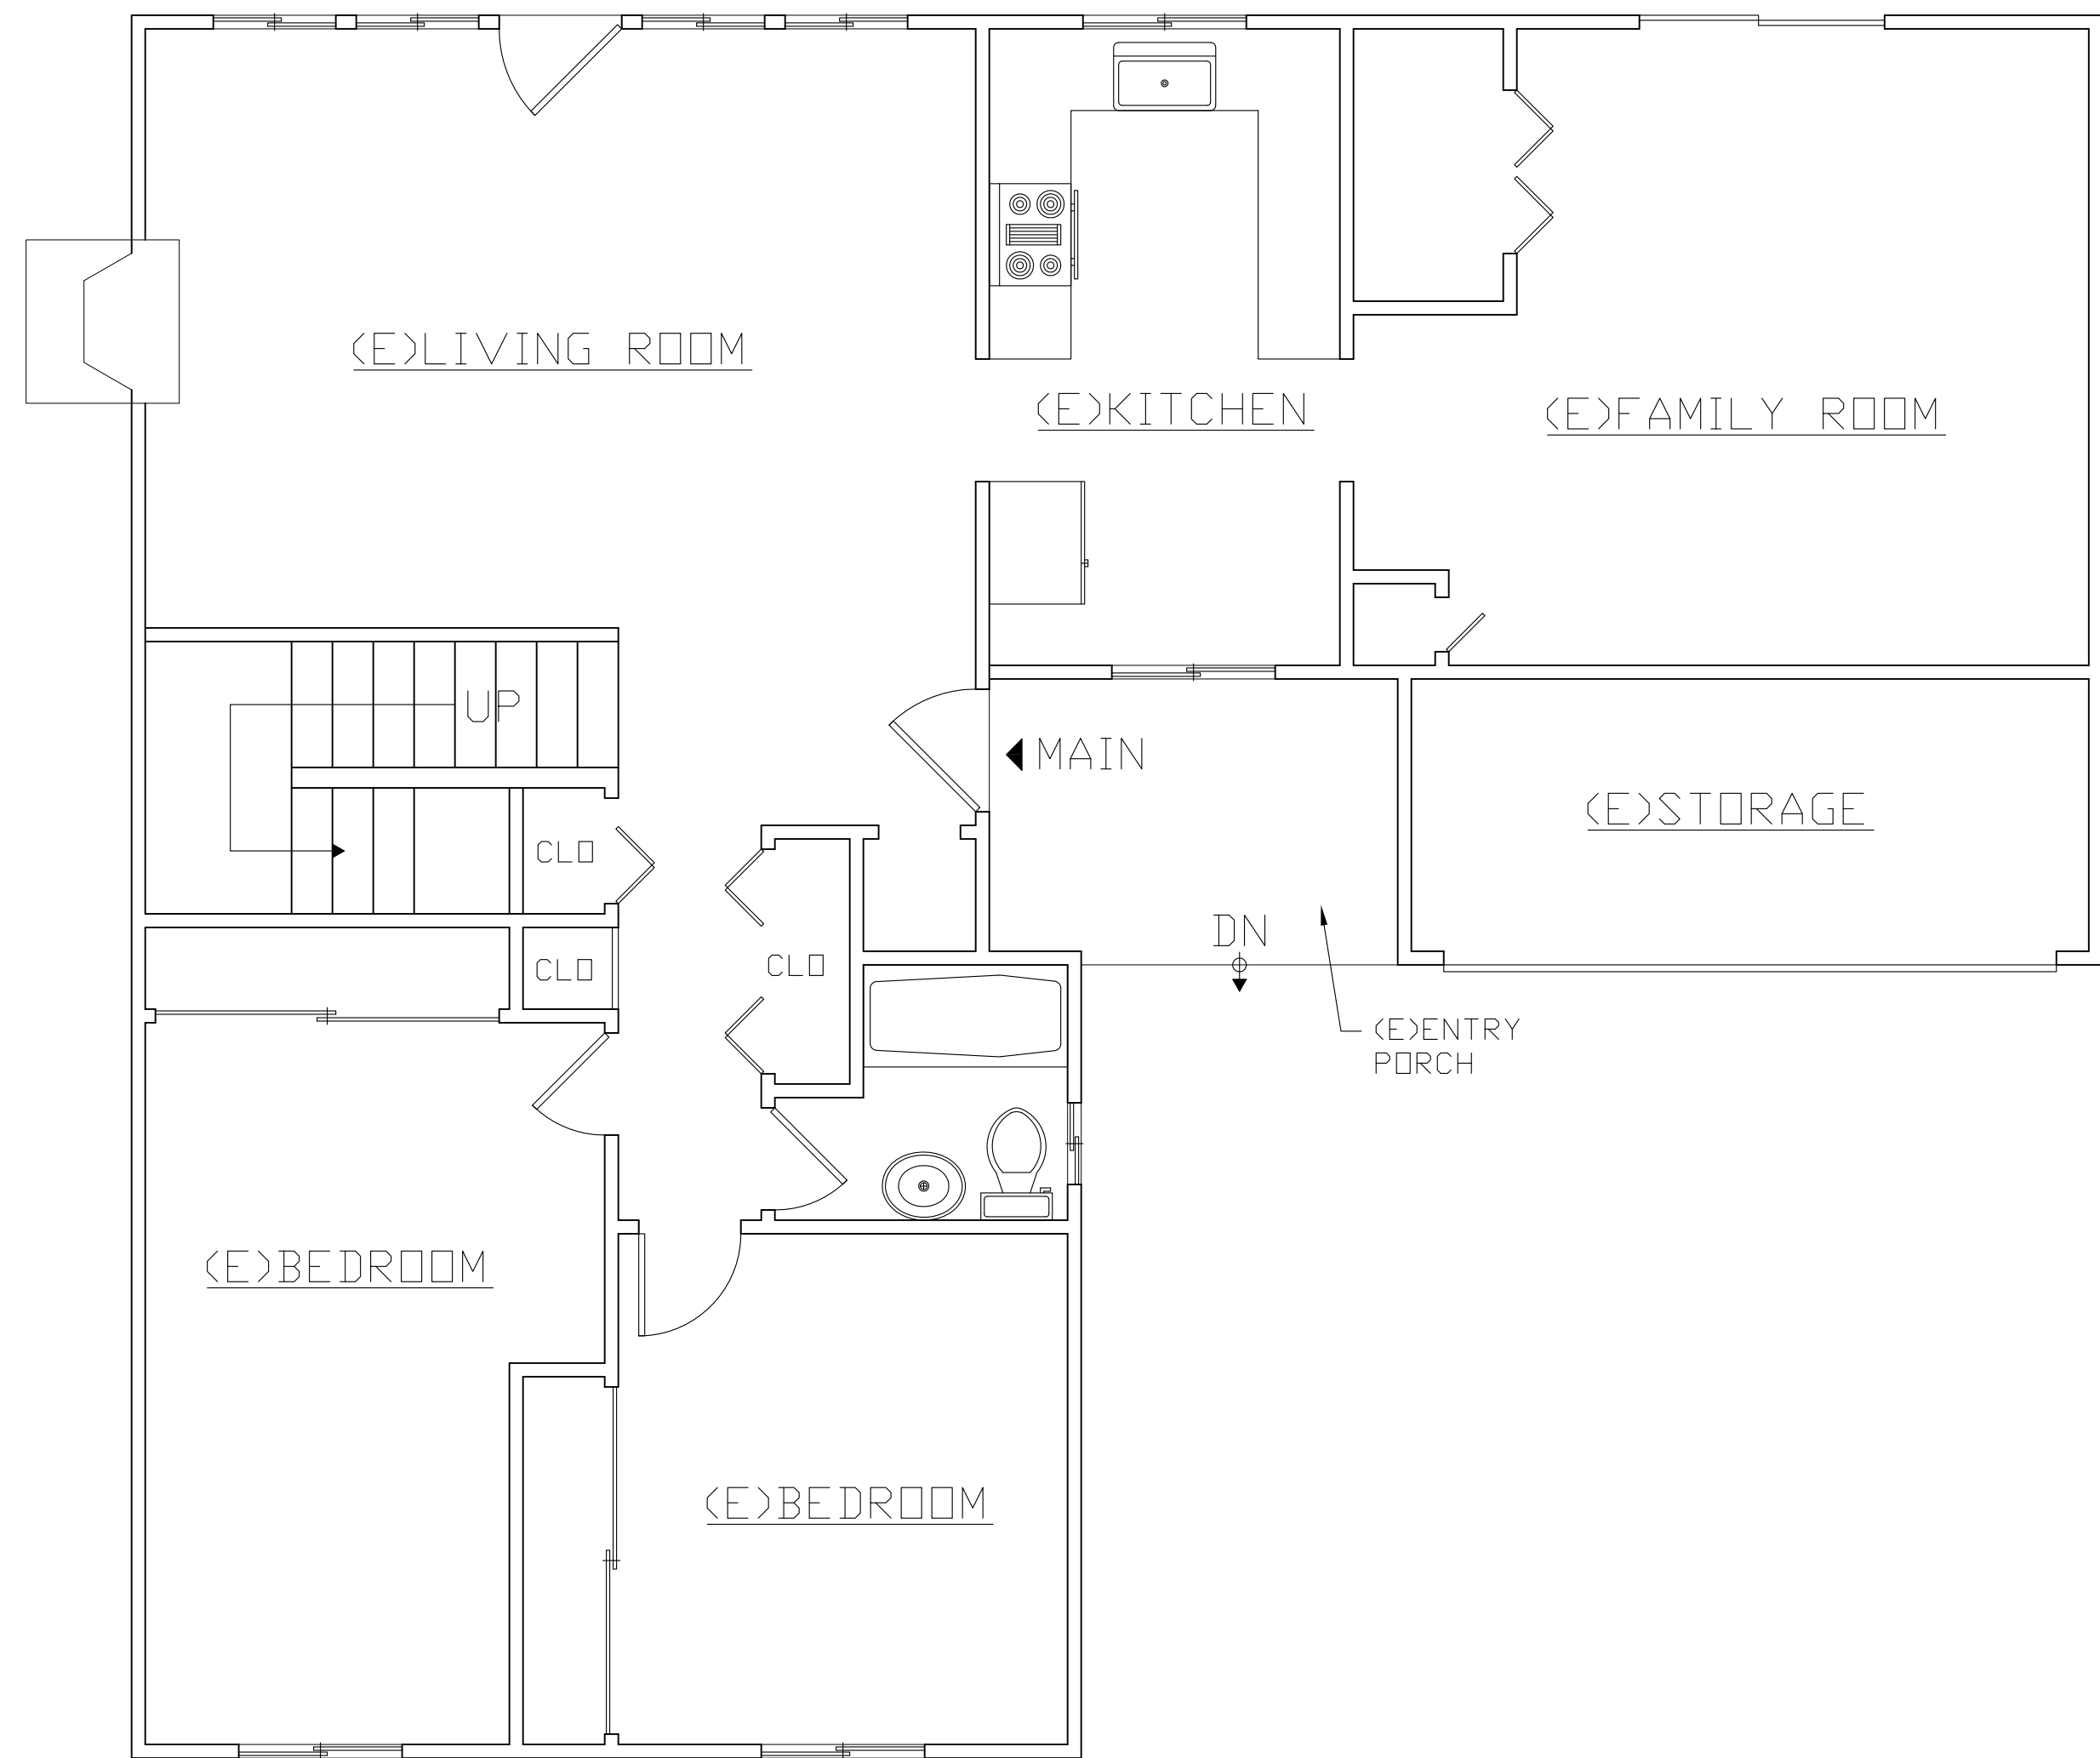 (E)LIVING ROOM
(E)KITCHEN
(E)FAMILY ROOM
UP
MAIN
(E)STORAGE
CLO
CLO
CLO
DN
(E)ENTRY
PORCH
(E)BEDROOM
(E)BEDROOM